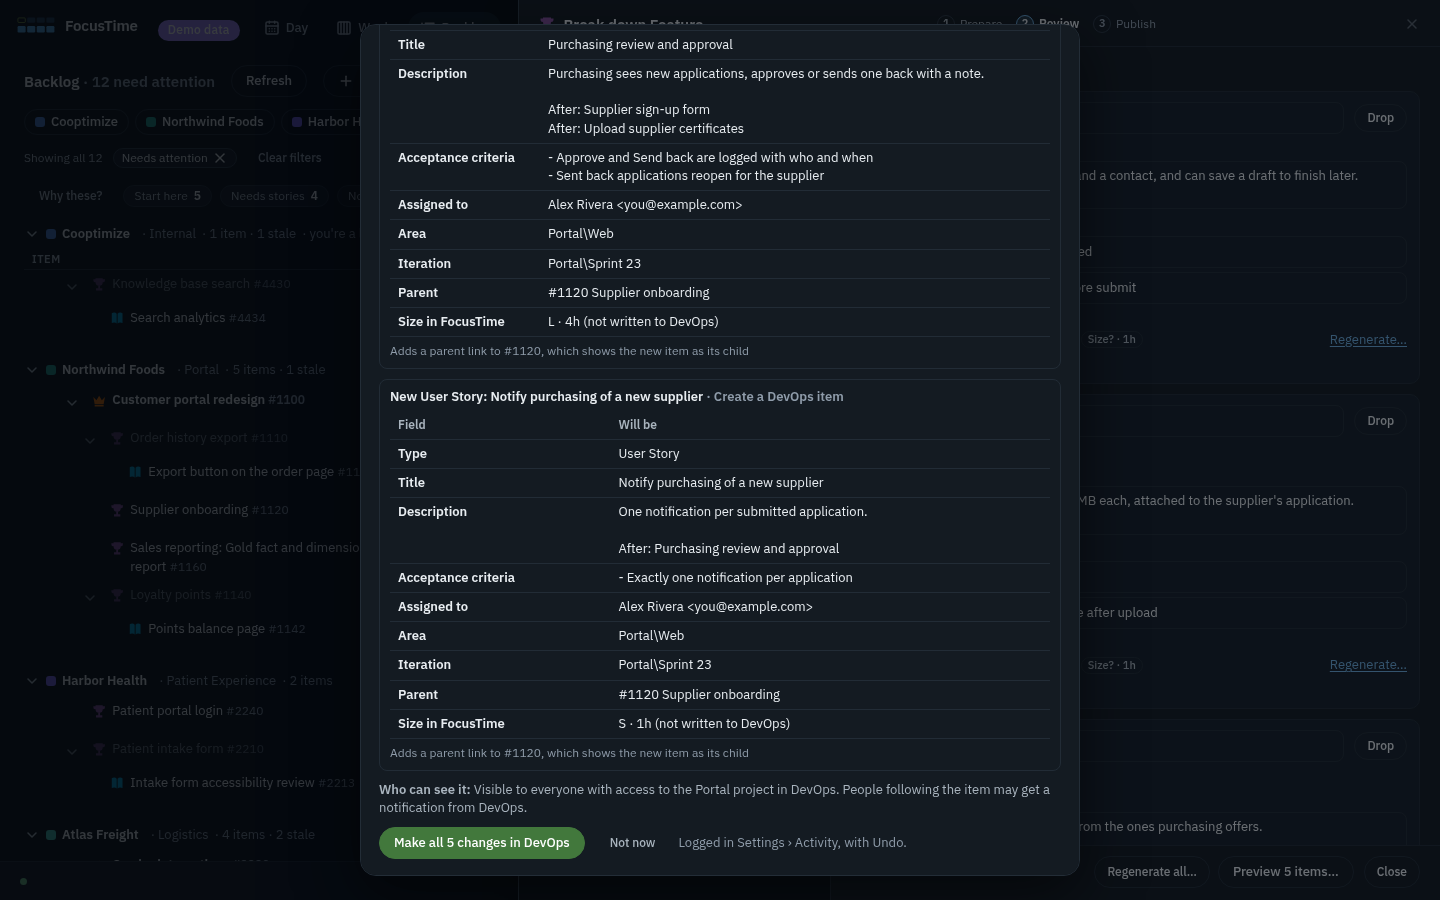 FocusTime
Demo data
Day
Break down Feature
1 Prepare
2 Review
3 Publish
Backlog · 12 need attention
Refresh
Cooptimize
Northwind Foods
Harbor H
Showing all 12
Needs attention
Clear filters
Why these?
Start here 5
Needs stories 4
Cooptimize · Internal · 1 item · 1 stale · you're a
ITEM
Knowledge base search #4430
Search analytics #4434
Northwind Foods · Portal · 5 items · 1 stale
Customer portal redesign #1100
Order history export #1110
Export button on the order page #11
Supplier onboarding #1120
Sales reporting: Gold fact and dimensio
report #1160
Loyalty points #1140
Points balance page #1142
Harbor Health · Patient Experience · 2 items
Patient portal login #2240
Patient intake form #2210
Intake form accessibility review #2213
Atlas Freight · Logistics · 4 items · 2 stale
Title Purchasing review and approval
Description Purchasing sees new applications, approves or sends one back with a note.
After: Supplier sign-up form
After: Upload supplier certificates
Acceptance criteria - Approve and Send back are logged with who and when
- Sent back applications reopen for the supplier
Assigned to Alex Rivera <you@example.com>
Area Portal\Web
Iteration Portal\Sprint 23
Parent #1120 Supplier onboarding
Size in FocusTime L · 4h (not written to DevOps)
Adds a parent link to #1120, which shows the new item as its child
New User Story: Notify purchasing of a new supplier · Create a DevOps item
Field Will be
Type User Story
Title Notify purchasing of a new supplier
Description One notification per submitted application.
After: Purchasing review and approval
Acceptance criteria - Exactly one notification per application
Assigned to Alex Rivera <you@example.com>
Area Portal\Web
Iteration Portal\Sprint 23
Parent #1120 Supplier onboarding
Size in FocusTime S · 1h (not written to DevOps)
Adds a parent link to #1120, which shows the new item as its child
Who can see it: Visible to everyone with access to the Portal project in DevOps. People following the item may get a
notification from DevOps.
Make all 5 changes in DevOps
Not now
Logged in Settings › Activity, with Undo.
Drop
nd a contact, and can save a draft to finish later.
ed
re submit
Size? · 1h
Regenerate...
Drop
MB each, attached to the supplier's application.
e after upload
Size? · 1h
Regenerate...
Drop
rom the ones purchasing offers.
Regenerate all...
Preview 5 items...
Close